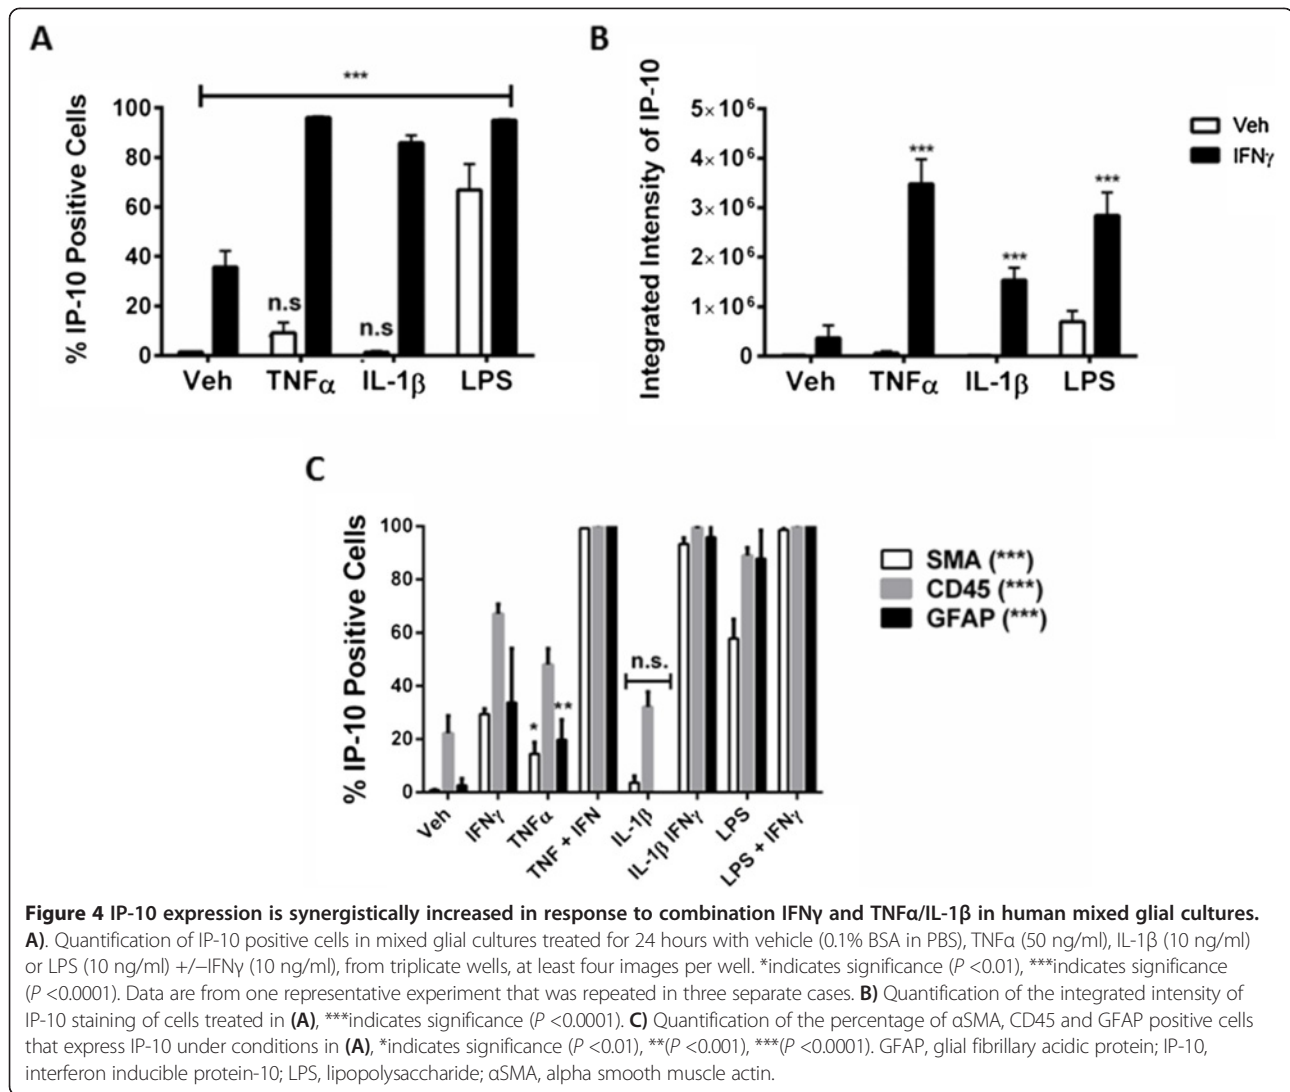 A
***
% IP-10 Positive Cells
100
80
60
40
20
0
n.s
n.s
Veh TNFα IL-1β LPS
B
Integrated Intensity of IP-10
5×10⁶
4×10⁶
3×10⁶
2×10⁶
1×10⁶
0
***
***
***
Veh TNFα IL-1β LPS
Veh
IFNγ
C
% IP-10 Positive Cells
100
80
60
40
20
0
*
**
n.s.
Veh IFNγ TNFα TNF + IFN IL-1β IL-1β IFNγ LPS LPS + IFNγ
SMA (***)
CD45 (***)
GFAP (***)
Figure 4 IP-10 expression is synergistically increased in response to combination IFNγ and TNFα/IL-1β in human mixed glial cultures.
A). Quantification of IP-10 positive cells in mixed glial cultures treated for 24 hours with vehicle (0.1% BSA in PBS), TNFα (50 ng/ml), IL-1β (10 ng/ml)
or LPS (10 ng/ml) +/−IFNγ (10 ng/ml), from triplicate wells, at least four images per well. *indicates significance (P <0.01), ***indicates significance
(P <0.0001). Data are from one representative experiment that was repeated in three separate cases. B) Quantification of the integrated intensity of
IP-10 staining of cells treated in (A), ***indicates significance (P <0.0001). C) Quantification of the percentage of αSMA, CD45 and GFAP positive cells
that express IP-10 under conditions in (A), *indicates significance (P <0.01), **(P <0.001), ***(P <0.0001). GFAP, glial fibrillary acidic protein; IP-10,
interferon inducible protein-10; LPS, lipopolysaccharide; αSMA, alpha smooth muscle actin.